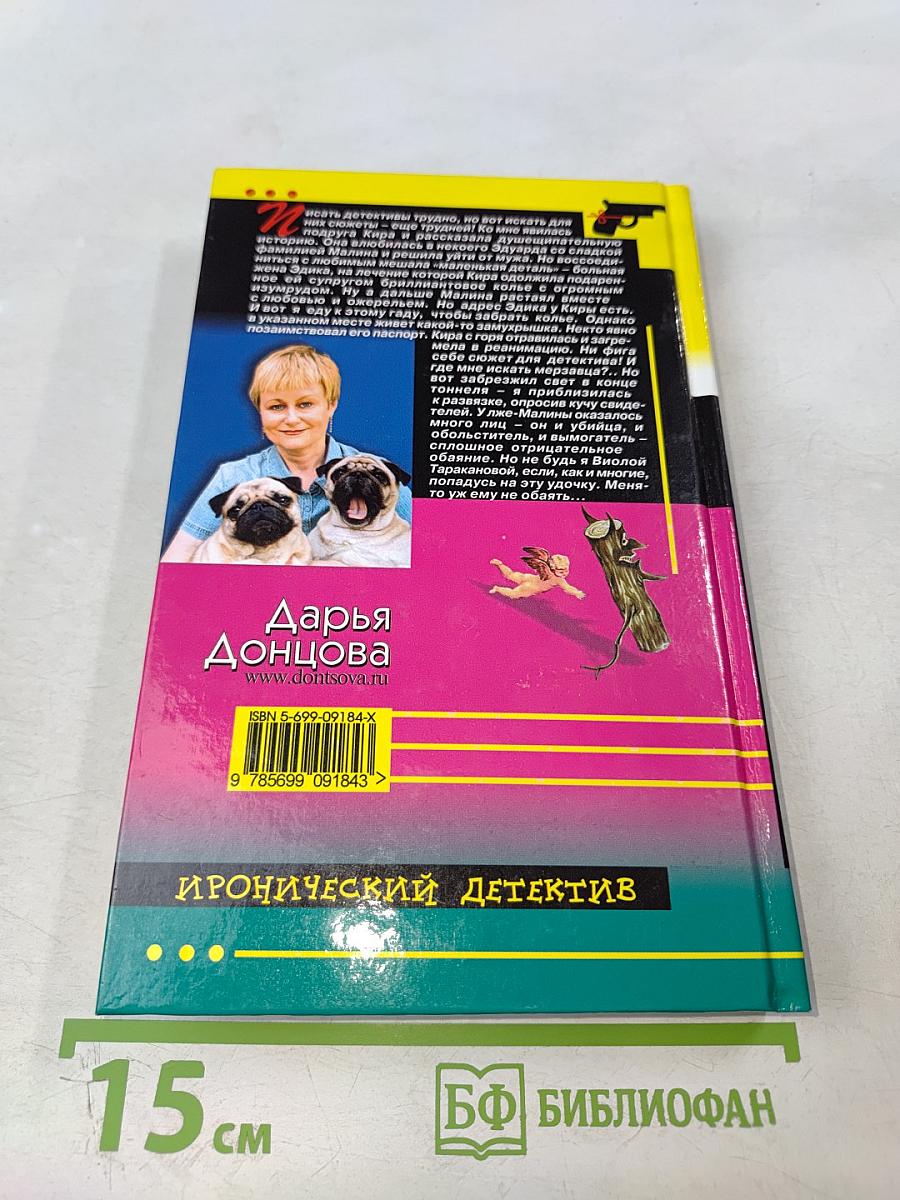 Писать детективы трудно, но вот искать для
них сюжеты – еще трудней! Ко мне явилась
подруга Кира и рассказала душещипательную
историю. Она влюбилась в некоего Эдуарда со сладкой
фамилией Малина и решила уйти от мужа. Но воссоеди-
ниться с любимым мешала «маленькая деталь» – больная
жена Эдика, на лечение которой Кира одолжила подарен-
ное ей супругом бриллиантовое колье с огромным
изумрудом. Ну а дальше Малина растаял вместе
с любовью и ожерельем. Но адрес Эдика у Киры есть.
И вот я еду к этому гаду, чтобы забрать колье. Однако
в указанном месте живет какой-то замухрышка. Некто явно
позаимствовал его паспорт. Кира с горя отравилась и загре-
мела в реанимацию. Ни фига
себе сюжет для детектива! И
где мне искать мерзавца?.. Но
вот забрезжил свет в конце
тоннеля – я приблизилась
к развязке, опросив кучу свиде-
телей. У лже-Малины оказалось
много лиц – он и убийца, и
обольститель, и вымогатель –
сплошное отрицательное
обаяние. Но не будь я Виолой
Таракановой, если, как и многие,
попадусь на эту удочку. Меня-
то уж ему не обаять...
Дарья
Донцова
www.dontsova.ru
ISBN 5-699-09184-X
9 785699 091843 >
ИРОНИЧЕСКИЙ ДЕТЕКТИВ
15 см
БФ БИБЛИОФАН